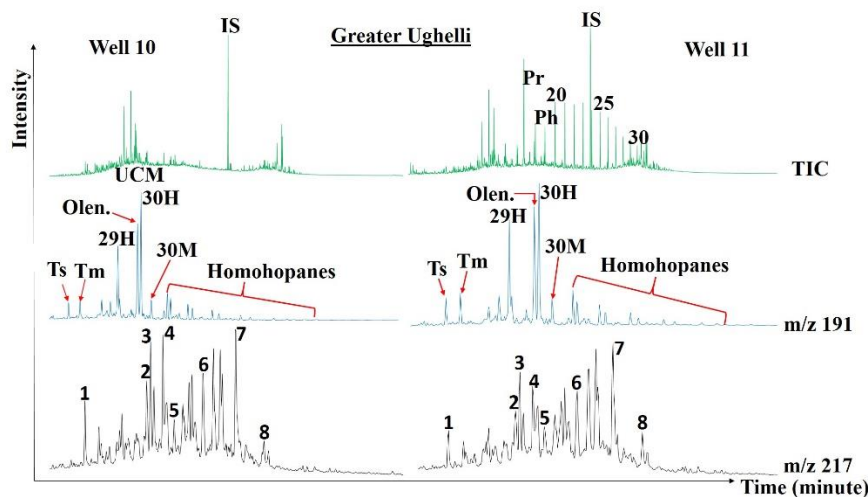 Greater Ughelli
Intensity
Well 10
IS
UCM
Well 11
IS
Pr
Ph
20
25
30
TIC
Ts
Tm
29H
Olen.
30H
30M
Homohopanes
Ts
Tm
29H
Olen.
30H
30M
Homohopanes
m/z 191
1
2
3
4
5
6
7
8
1
2
3
4
5
6
7
8
m/z 217
Time (minute)